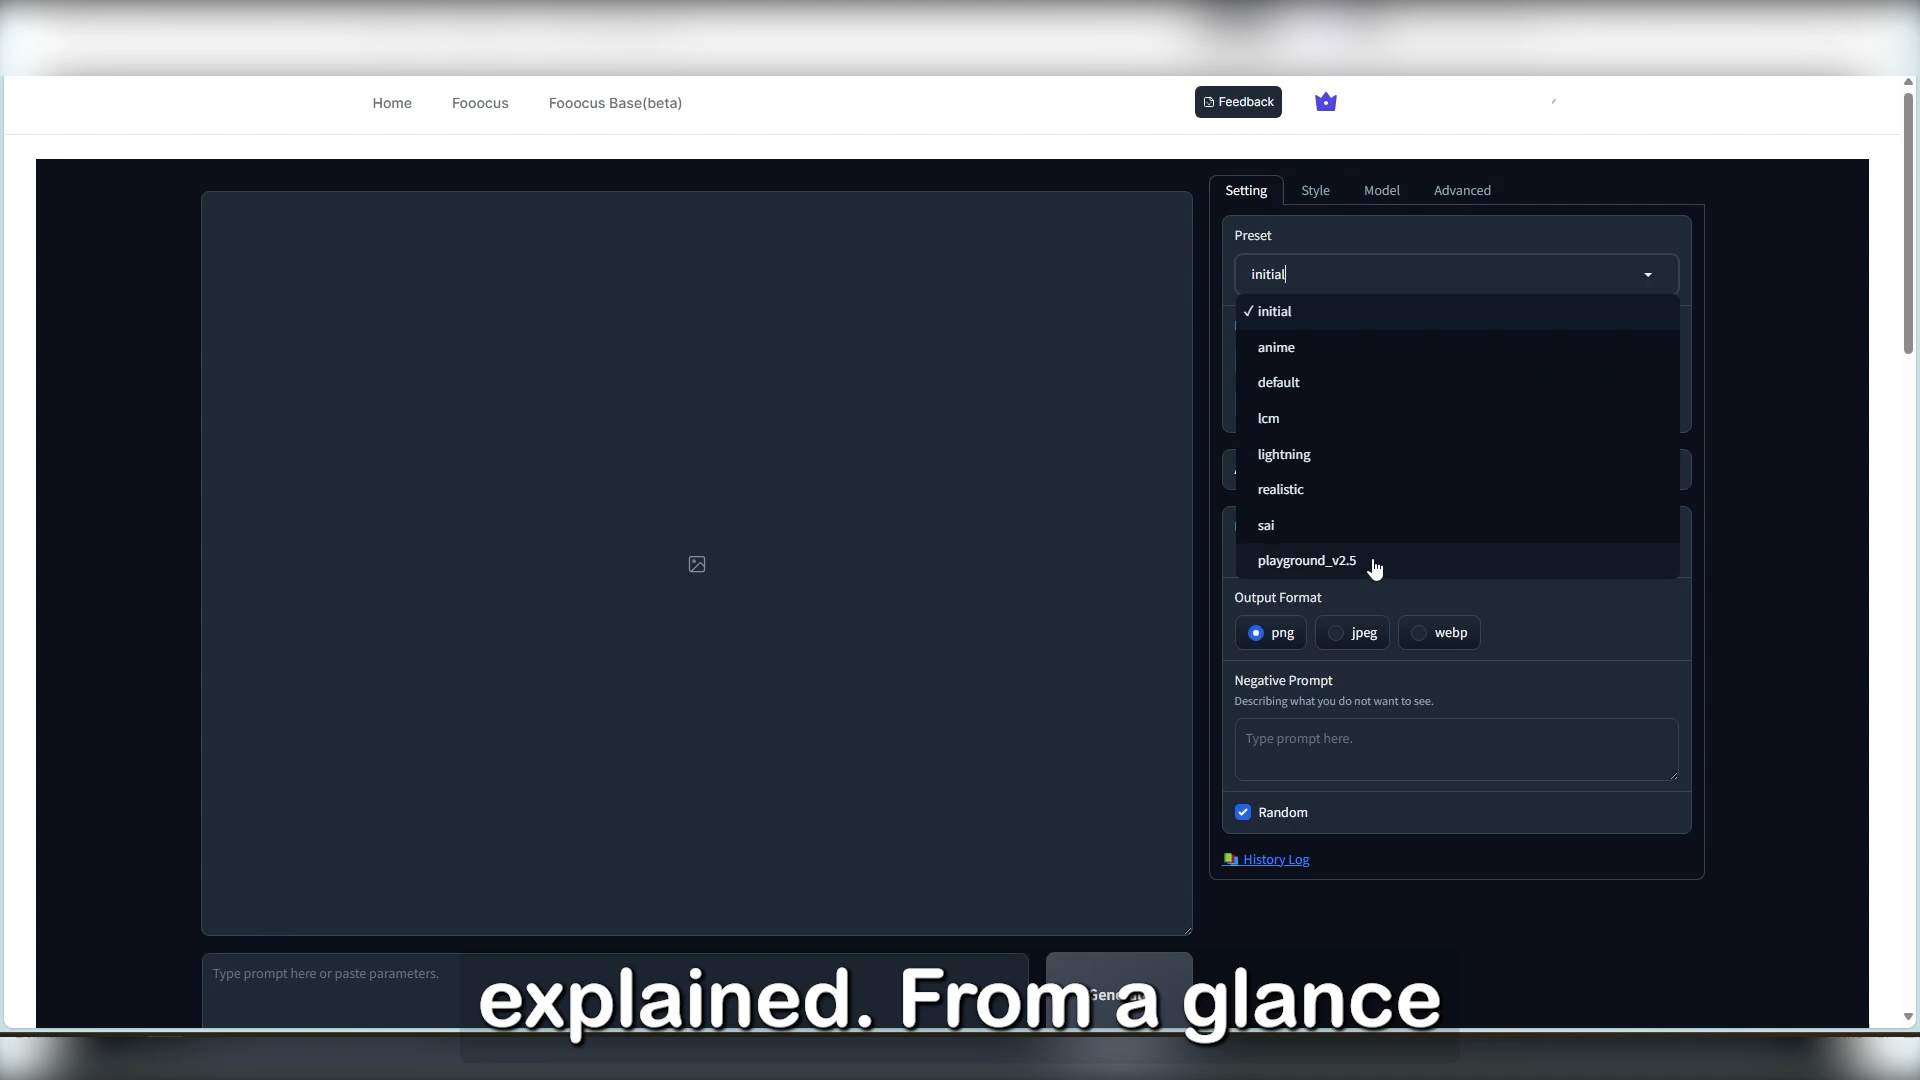 Home Fooocus Fooocus Base(beta) Feedback
Setting Style Model Advanced
Preset
initial
✓ initial
anime
default
lcm
lightning
realistic
sai
playground_v2.5
Output Format
png jpeg webp
Negative Prompt
Describing what you do not want to see.
Type prompt here.
Random
History Log
Type prompt here or paste parameters.
explained. From a glance